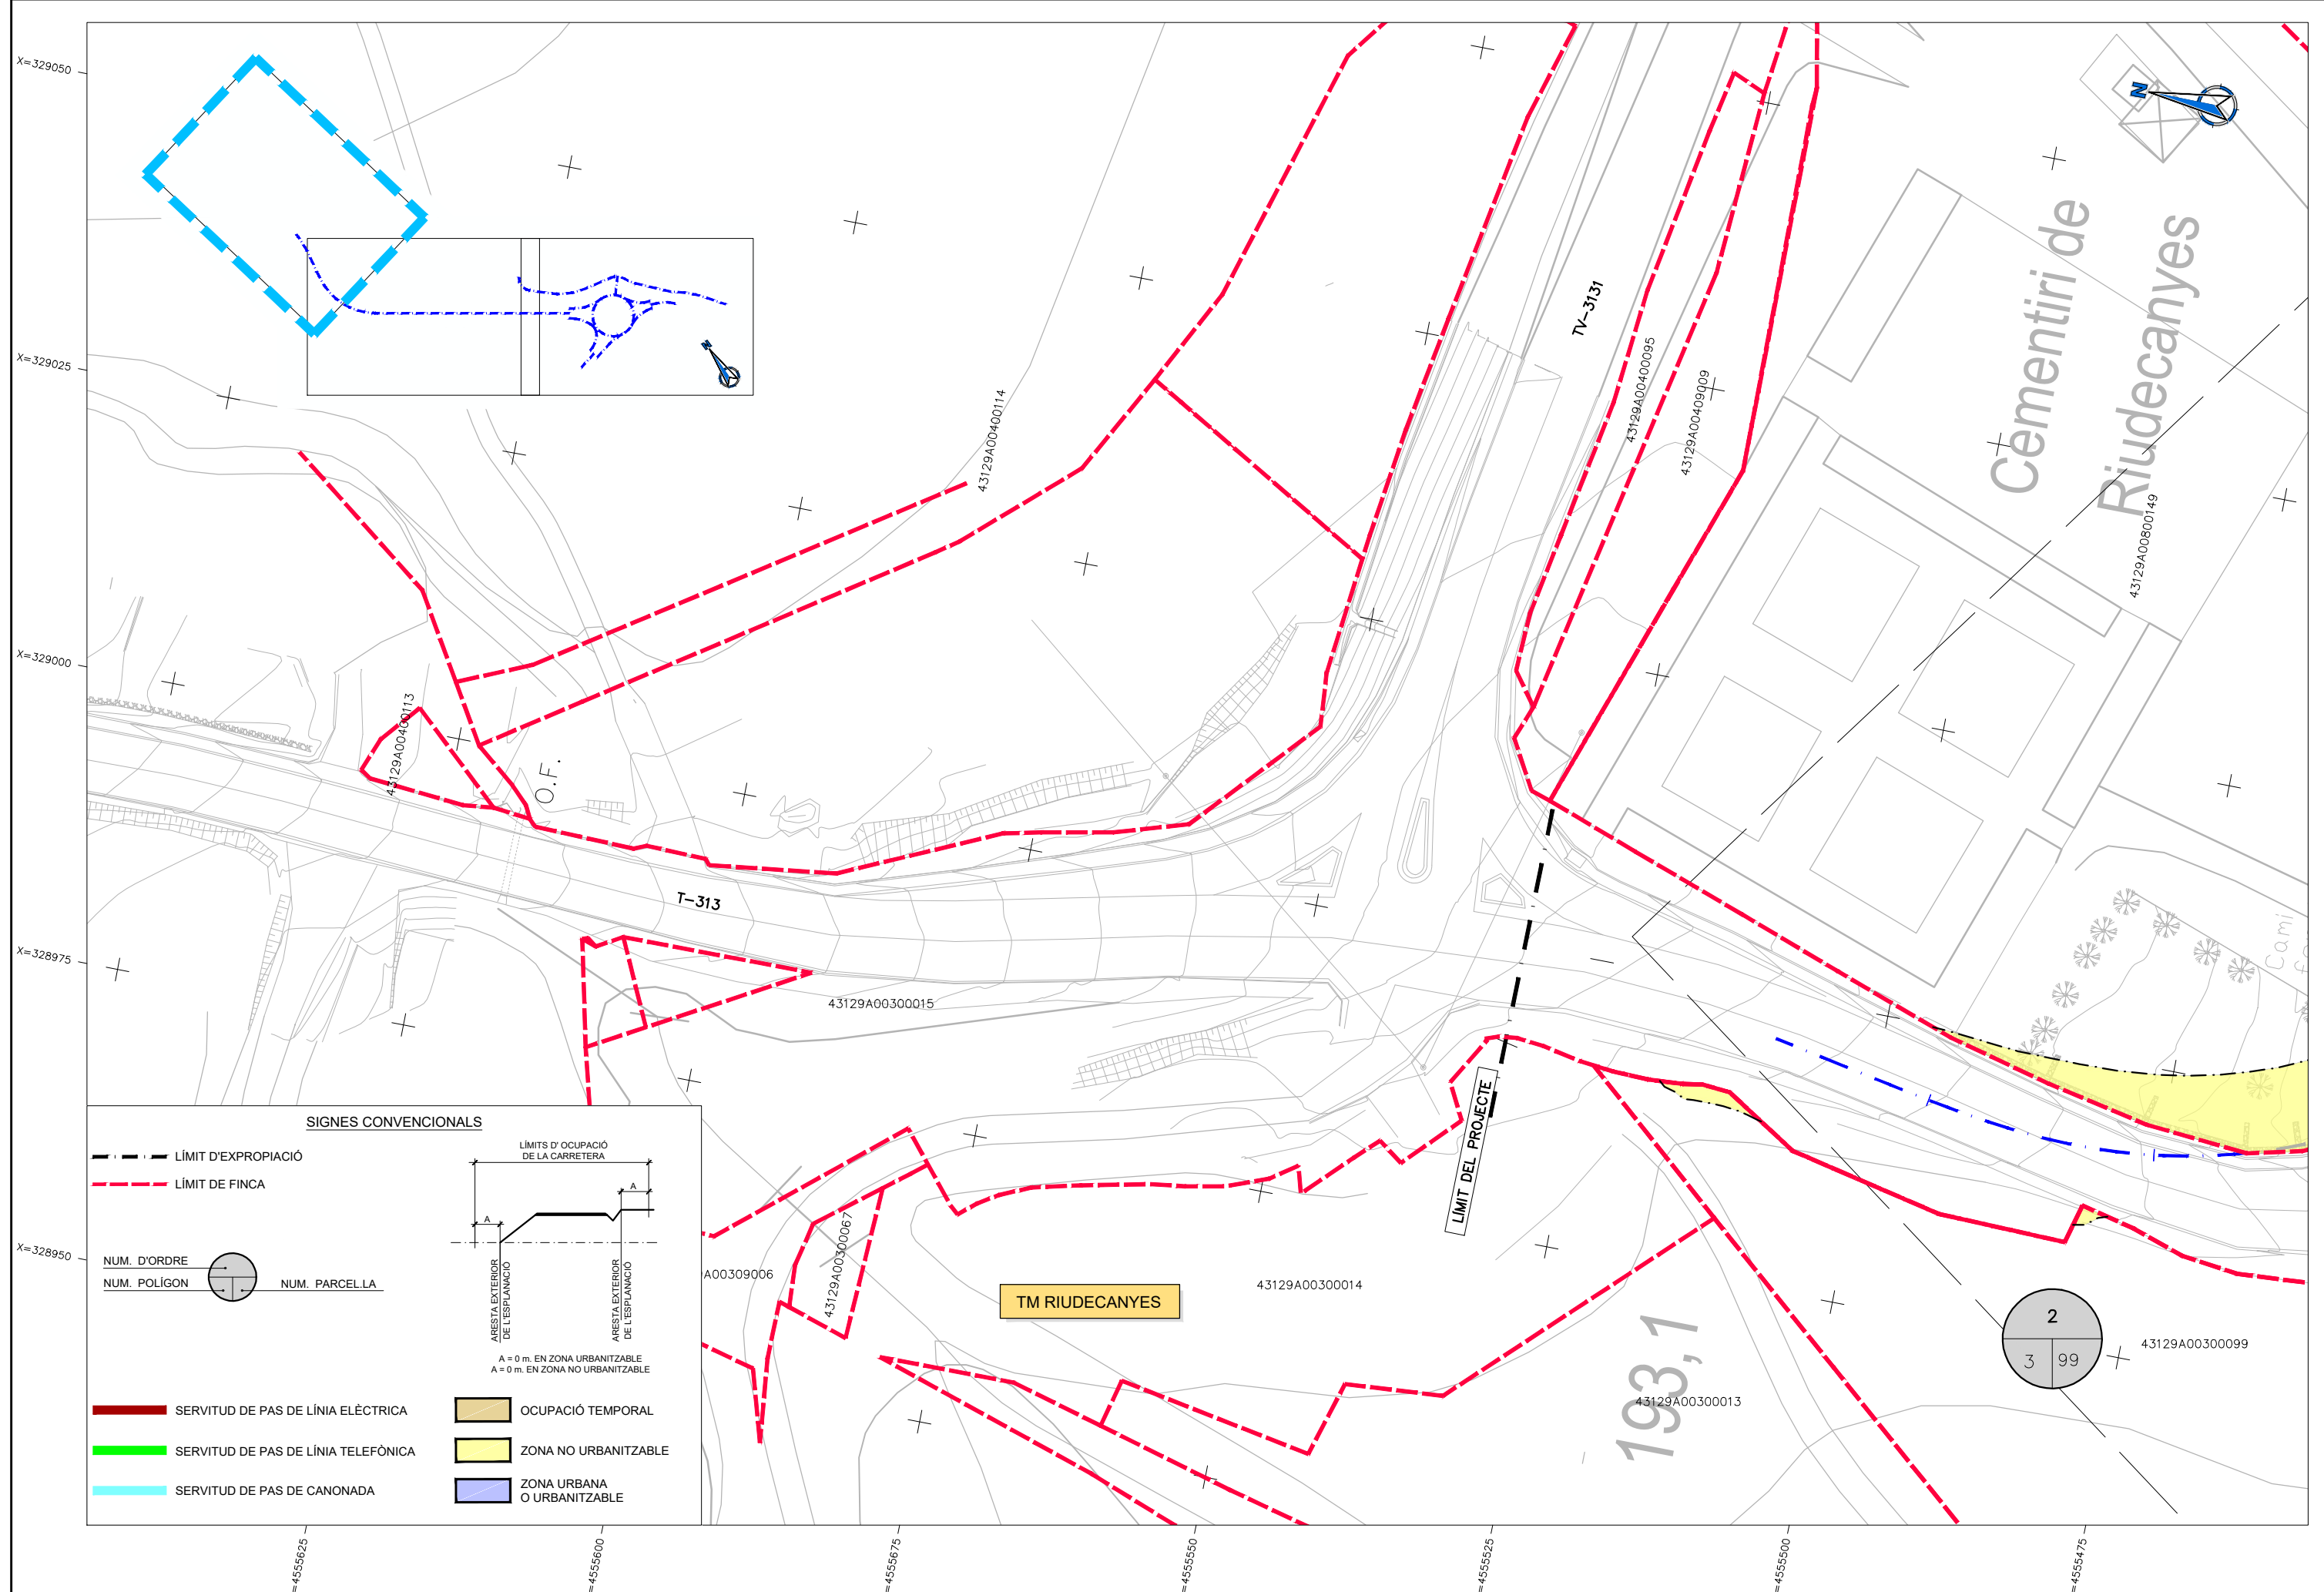 X=329050
X=329025
X=329000
X=328975
X=328950
N
N
TV-3131
43129A00400095
43129A00409009
Cementiri de
Riudecanyes
43129A00800149
43129A00400114
43129A00400113
O.F.
T-313
43129A00300015
Camí
LÍMIT DEL PROJECTE
SIGNES CONVENCIONALS
LÍMIT D'EXPROPIACIÓ
LÍMIT DE FINCA
LÍMITS D' OCUPACIÓ
DE LA CARRETERA
A
A
ARESTA EXTERIOR
DE L'ESPLANACIÓ
ARESTA EXTERIOR
DE L'ESPLANACIÓ
A = 0 m. EN ZONA URBANITZABLE
A = 0 m. EN ZONA NO URBANITZABLE
NUM. D'ORDRE
NUM. POLÍGON
NUM. PARCEL.LA
SERVITUD DE PAS DE LÍNIA ELÈCTRICA
SERVITUD DE PAS DE LÍNIA TELEFÒNICA
SERVITUD DE PAS DE CANONADA
OCUPACIÓ TEMPORAL
ZONA NO URBANITZABLE
ZONA URBANA
O URBANITZABLE
A00309006
43129A00300067
TM RIUDECANYES
43129A00300014
193,1
43129A00300013
2
3
99
43129A00300099
=455625
=455600
=455675
=455550
=455525
=455500
=455475